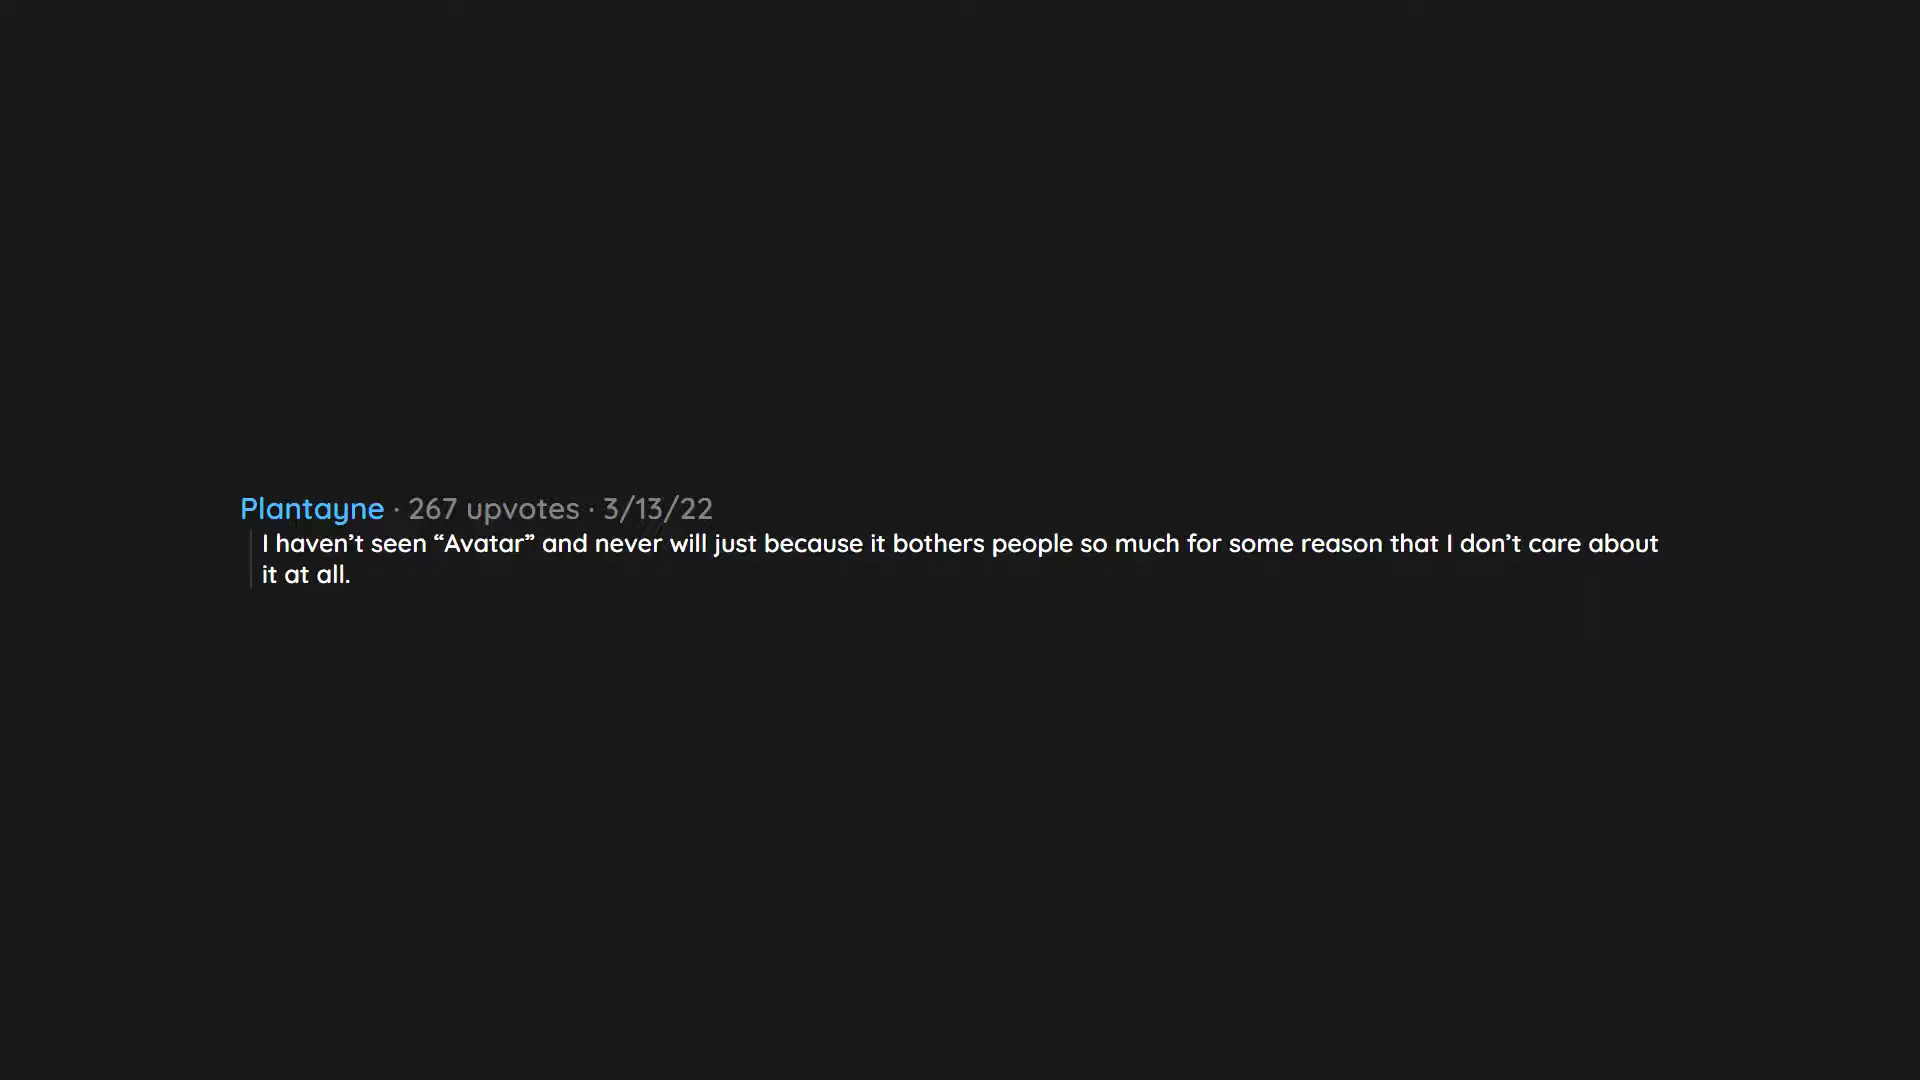 Plantayne · 267 upvotes · 3/13/22
I haven’t seen “Avatar” and never will just because it bothers people so much for some reason that I don’t care about
it at all.